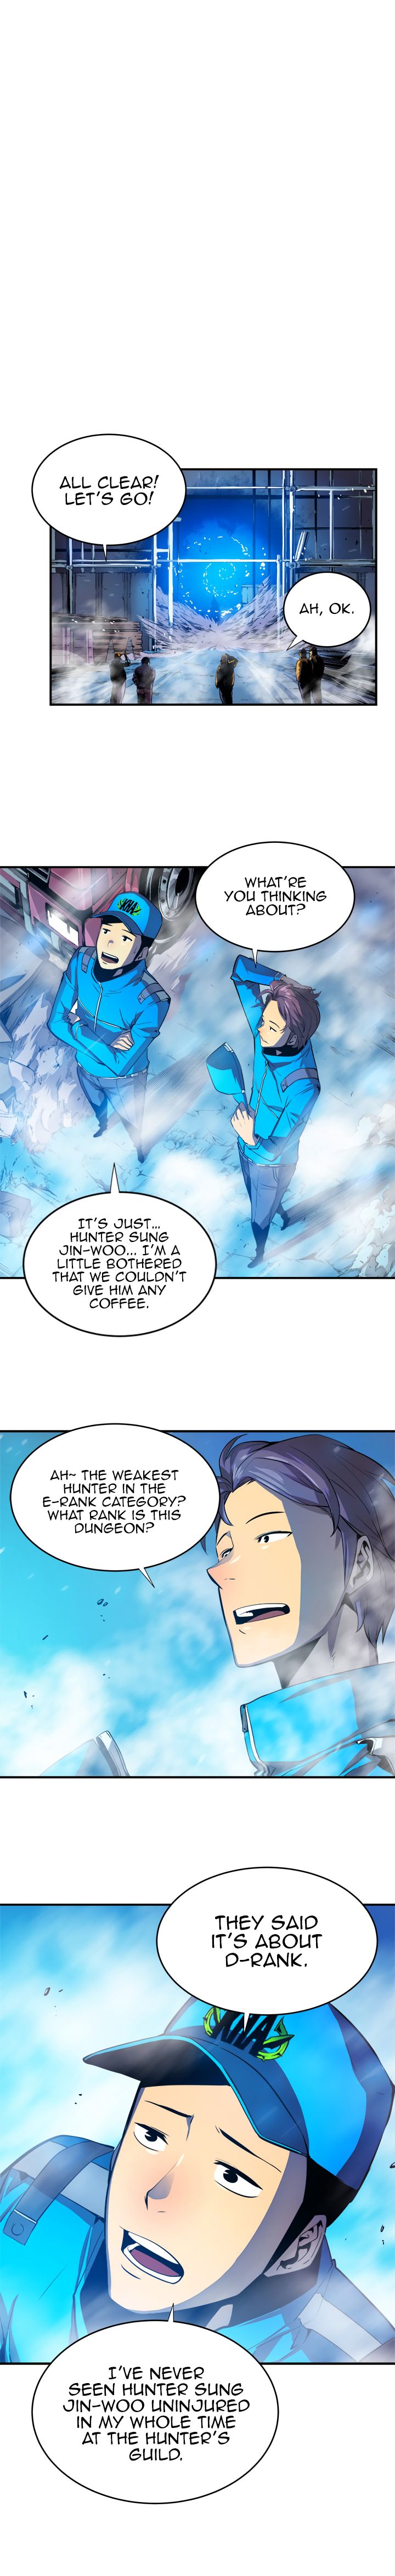 ALL CLEAR!
LET'S GO!
AH, OK.
WHAT'RE
YOU THINKING
ABOUT?
IT'S JUST...
HUNTER SUNG
JIN-WOO... I'M A
LITTLE BOTHERED
THAT WE COULDN'T
GIVE HIM ANY
COFFEE.
AH~ THE WEAKEST
HUNTER IN THE
E-RANK CATEGORY?
WHAT RANK IS THIS
DUNGEON?
THEY SAID
IT'S ABOUT
D-RANK.
I'VE NEVER
SEEN HUNTER SUNG
JIN-WOO UNINJURED
IN MY WHOLE TIME
AT THE HUNTER'S
GUILD.